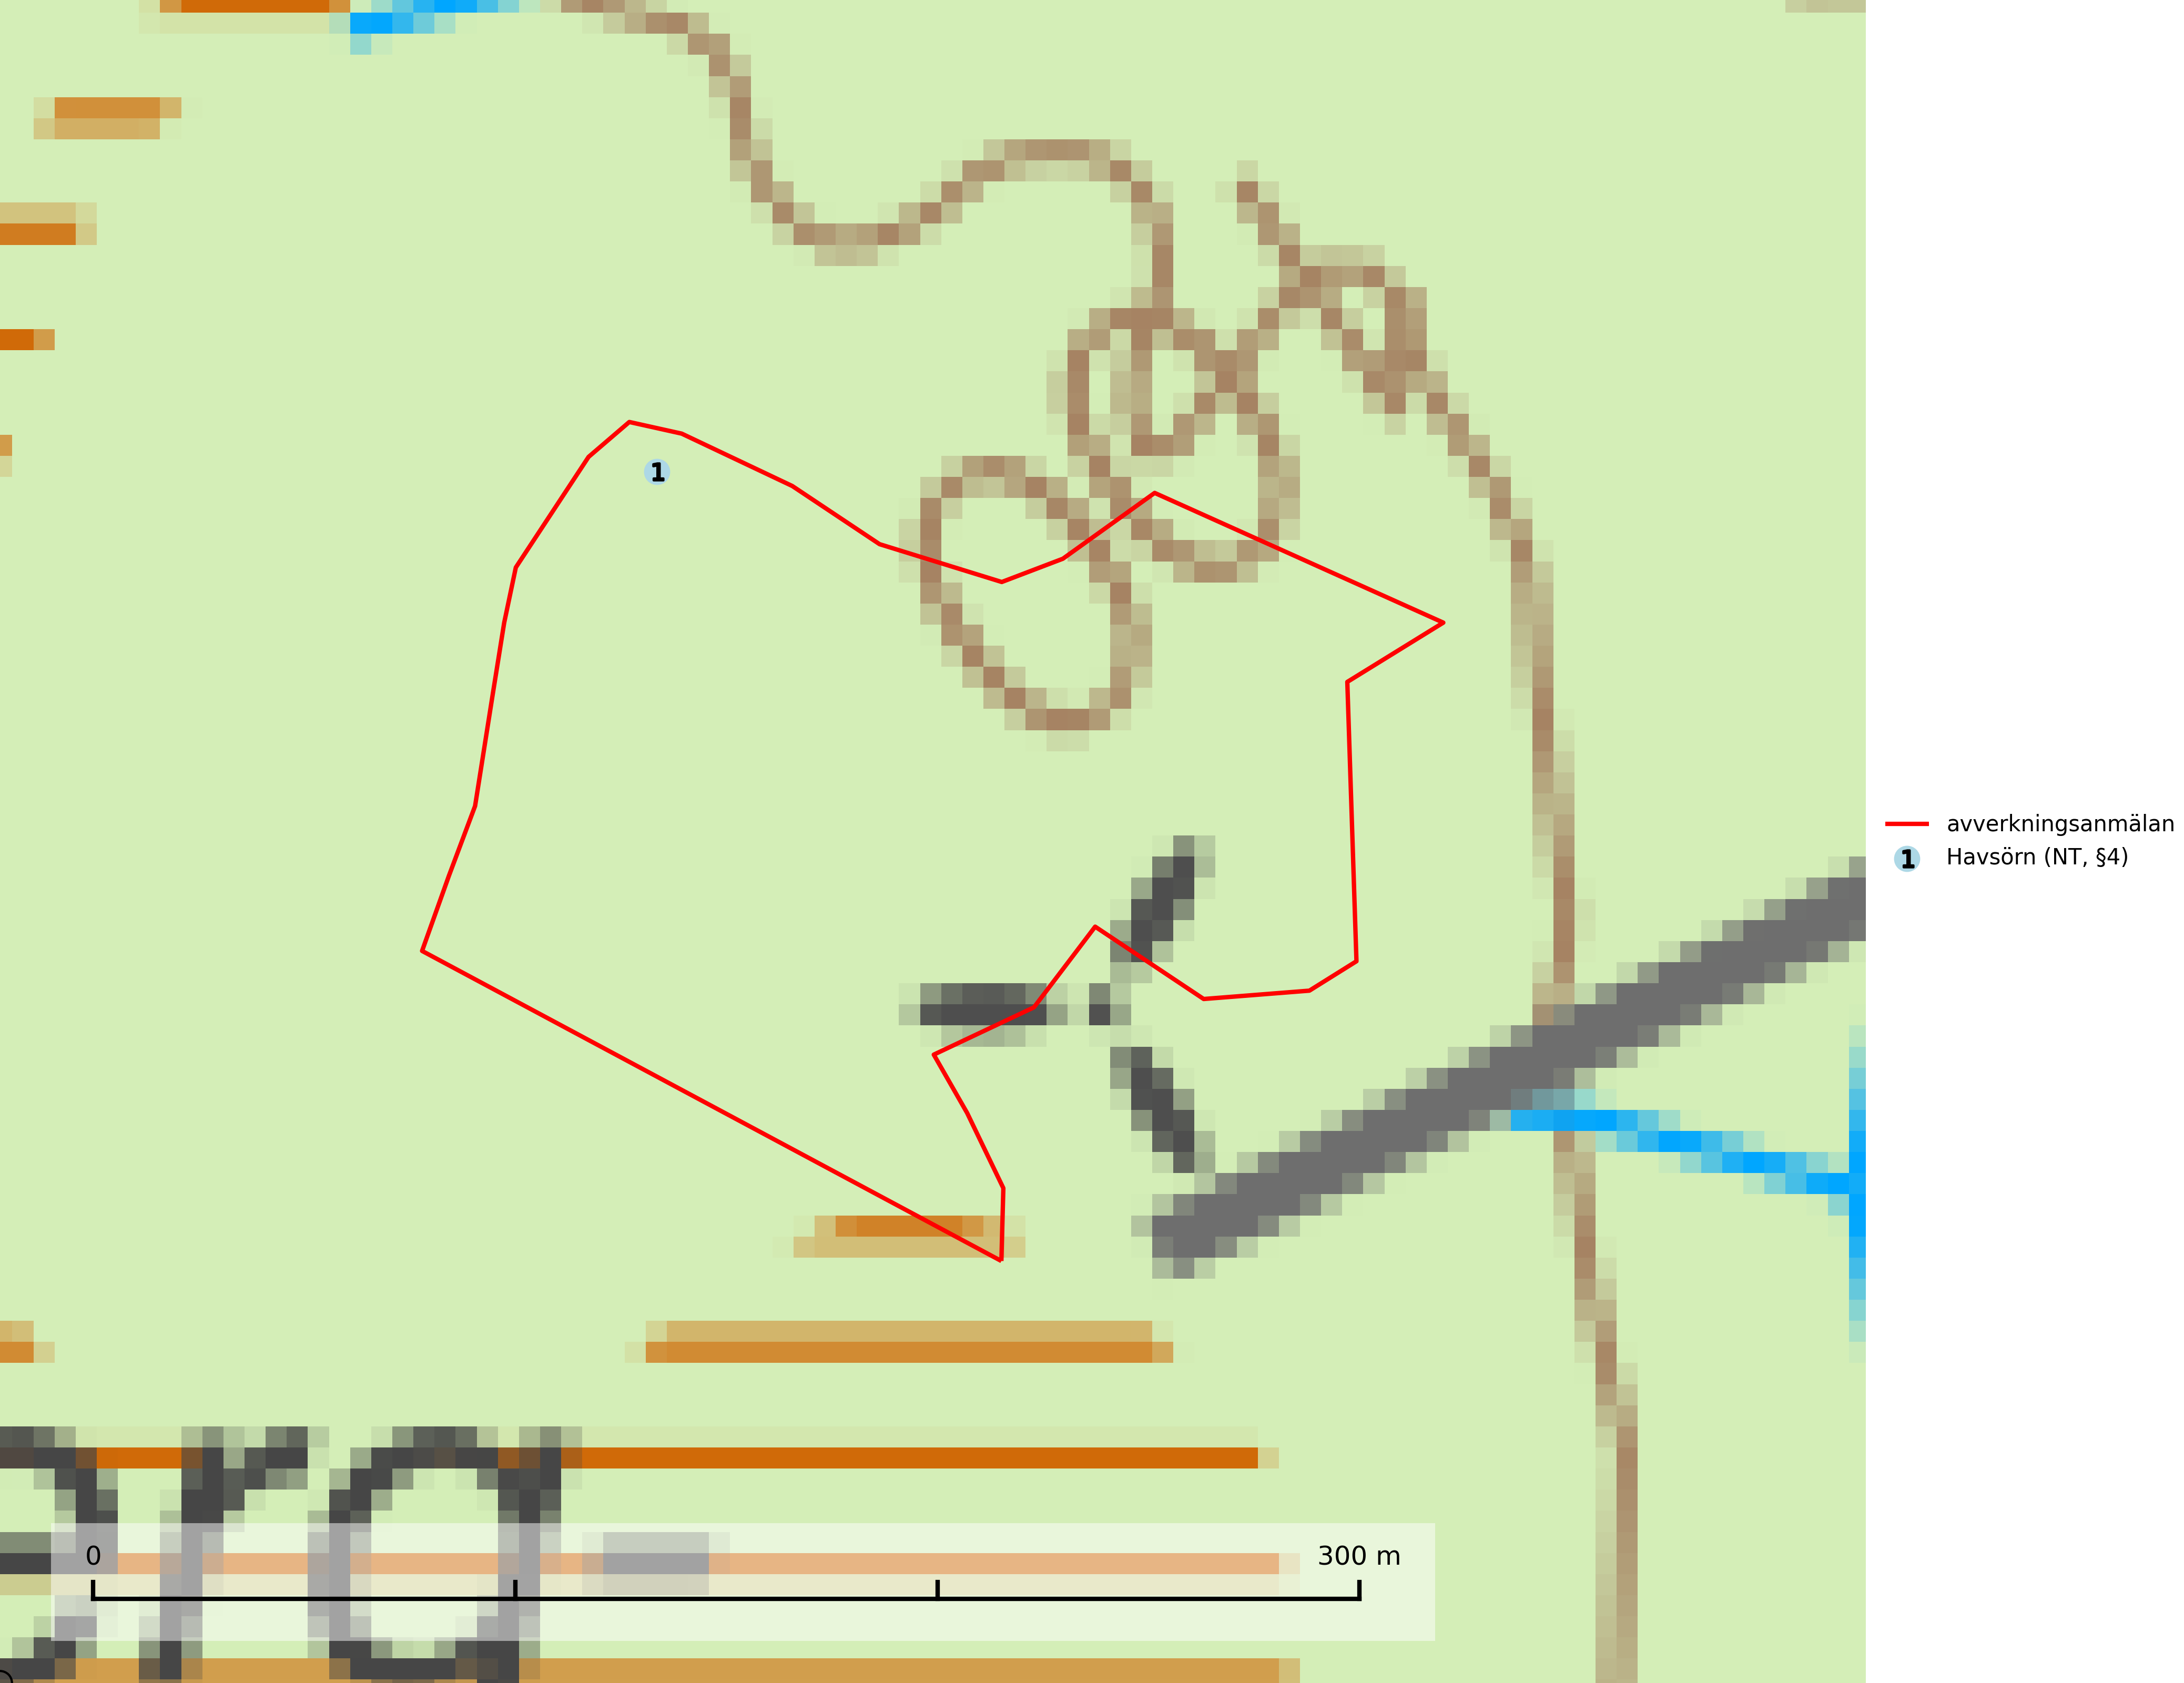 1
avverkningsanmälan
1 Havsörn (NT, §4)
0 300 m